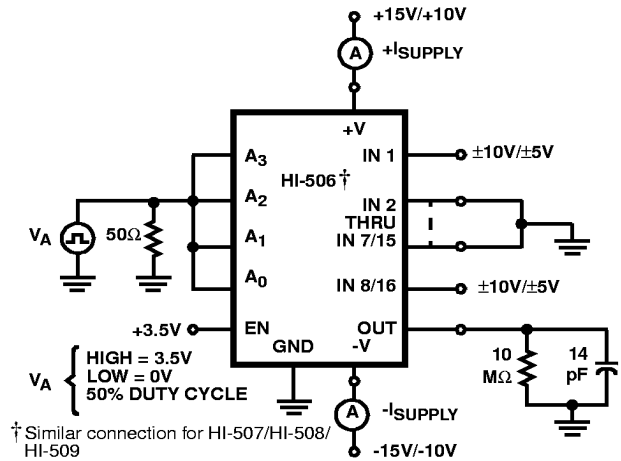 +15V/+10V
A
+ISUPPLY
+V
A3
IN 1
±10V/±5V
HI-506†
A2
IN 2
THRU
VA
50Ω
A1
IN 7/15
A0
IN 8/16
±10V/±5V
+3.5V
EN
OUT
GND
-V
VA
HIGH = 3.5V
LOW = 0V
50% DUTY CYCLE
10
MΩ
14
pF
A
-ISUPPLY
† Similar connection for HI-507/HI-508/
HI-509
-15V/-10V